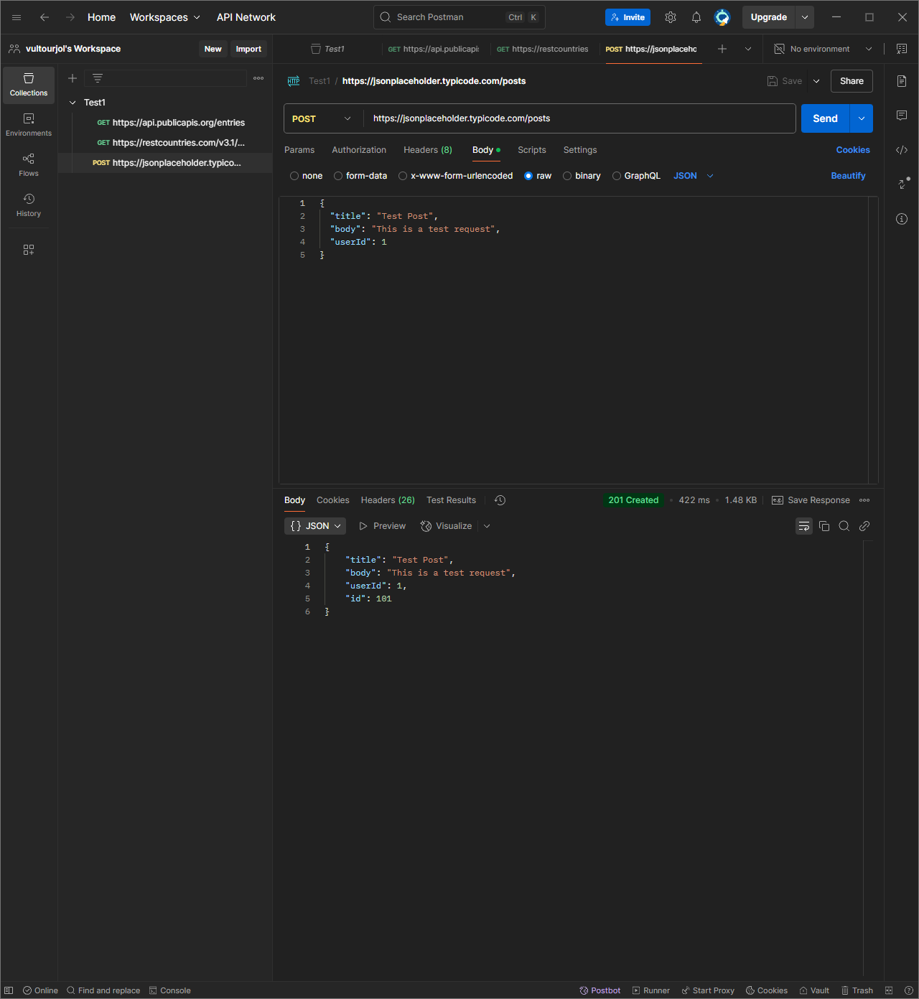 Home Workspaces API Network Search Postman Ctrl K Invite Upgrade
vultourjol's Workspace New Import Test1 GET https://api.publicapis GET https://restcountries POST https://jsonplaceho No environment
Collections
Environments
Flows
History
Test1
GET https://api.publicapis.org/entries
GET https://restcountries.com/v3.1/...
POST https://jsonplaceholder.typico...
HTTP Test1 / https://jsonplaceholder.typicode.com/posts Save Share
POST https://jsonplaceholder.typicode.com/posts Send
Params Authorization Headers (8) Body Scripts Settings Cookies
none form-data x-www-form-urlencoded raw binary GraphQL JSON Beautify
1 {
2 "title": "Test Post",
3 "body": "This is a test request",
4 "userId": 1
5 }
Body Cookies Headers (26) Test Results 201 Created • 422 ms • 1.48 KB e.g. Save Response
{} JSON Preview Visualize
1 {
2 "title": "Test Post",
3 "body": "This is a test request",
4 "userId": 1,
5 "id": 101
6 }
Online Find and replace Console Postbot Runner Start Proxy Cookies Vault Trash